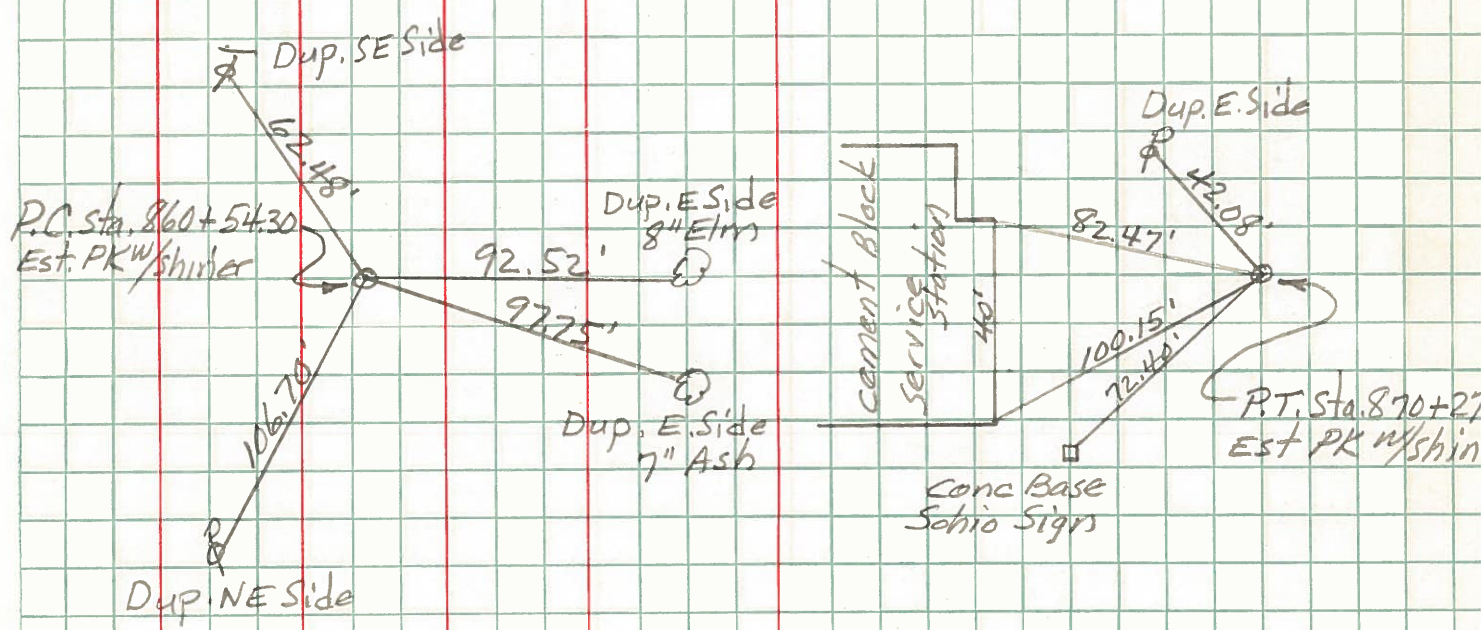 Dup. SE Side
62.48'
P.C. Sta. 860+54.30
Est. PK w/shiner
92.52'
Dup. E Side
8" Elm
92.75'
Dup. E. Side
7" Ash
106.70'
Dup. NE Side
Cement Block
Service
Station
40'
Dup. E. Side
42.08'
82.47'
100.15'
72.40'
P.T. Sta. 870+27
Est PK w/shin
Conc Base
Sohio Sign